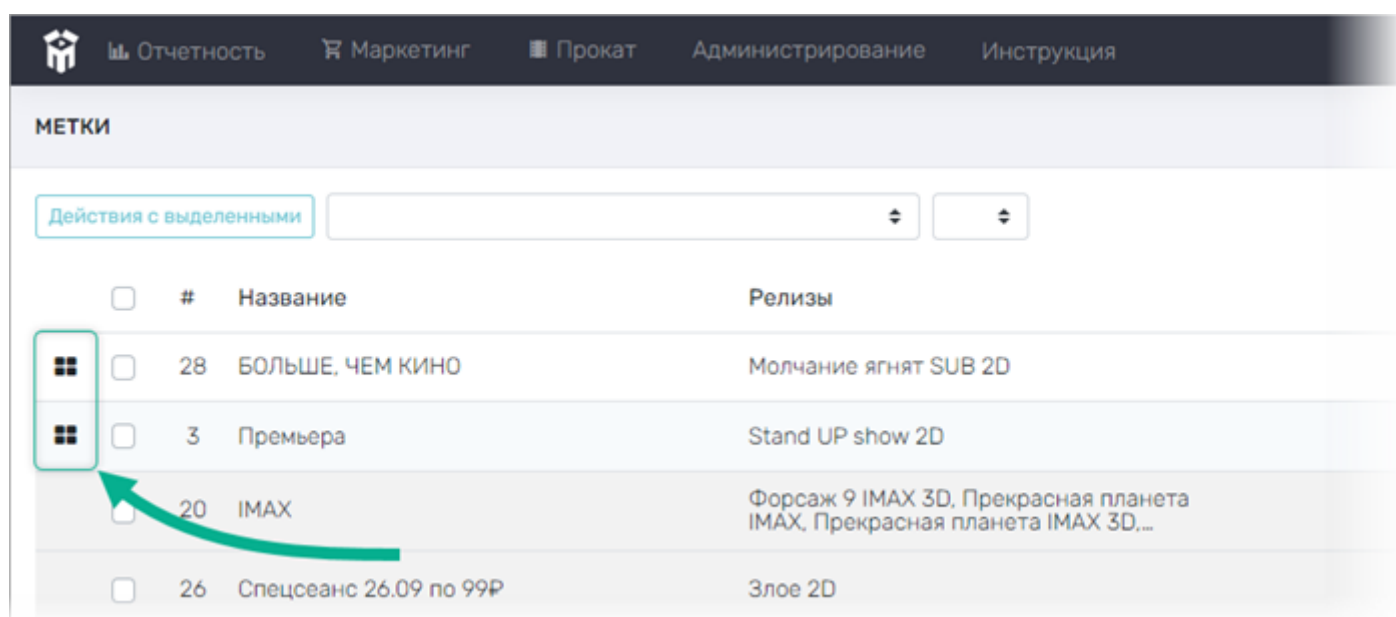 Отчетность Маркетинг Прокат Администрирование Инструкция
МЕТКИ
Действия с выделенными
# Название Релизы
28 БОЛЬШЕ, ЧЕМ КИНО Молчание ягнят SUB 2D
3 Премьера Stand UP show 2D
20 IMAX Форсаж 9 IMAX 3D, Прекрасная планета
IMAX, Прекрасная планета IMAX 3D,...
26 Спецсеанс 26.09 по 99₽ Злое 2D